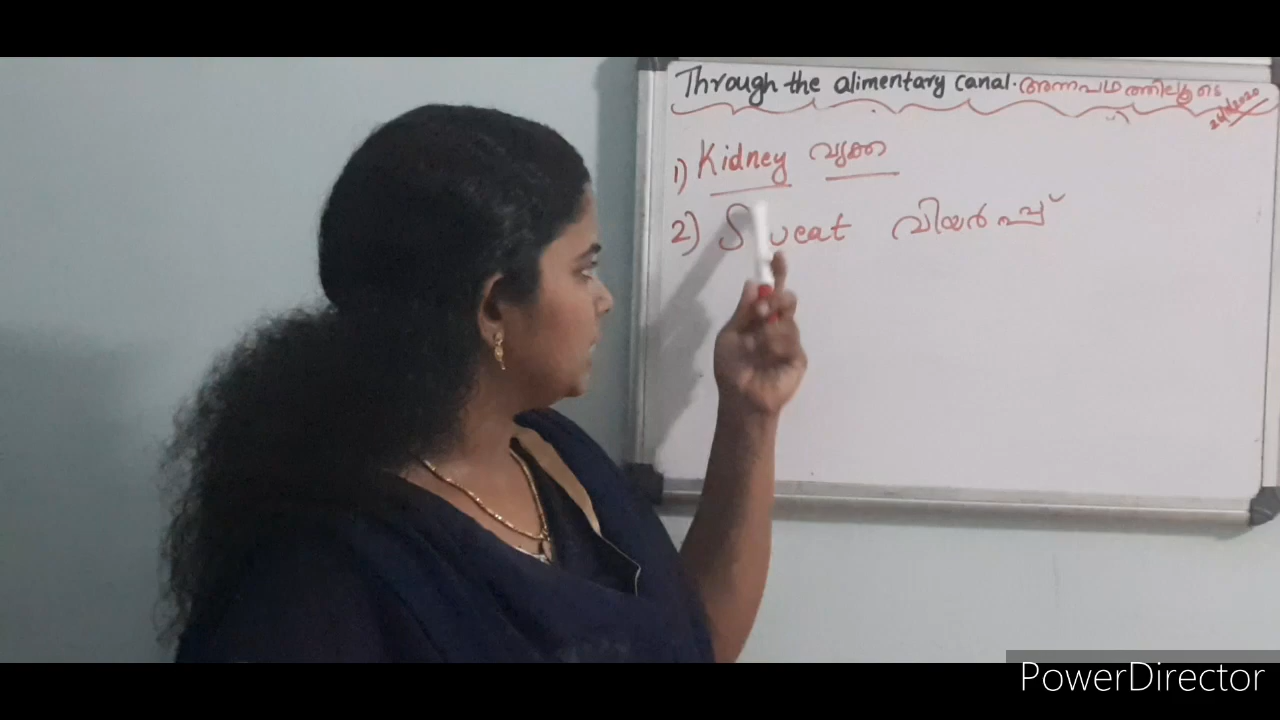 Through the alimentary canal. അന്നപഥത്തിലൂടെ
1) Kidney വൃക്ക
2) Sweat വിയർപ്പ്
PowerDirector